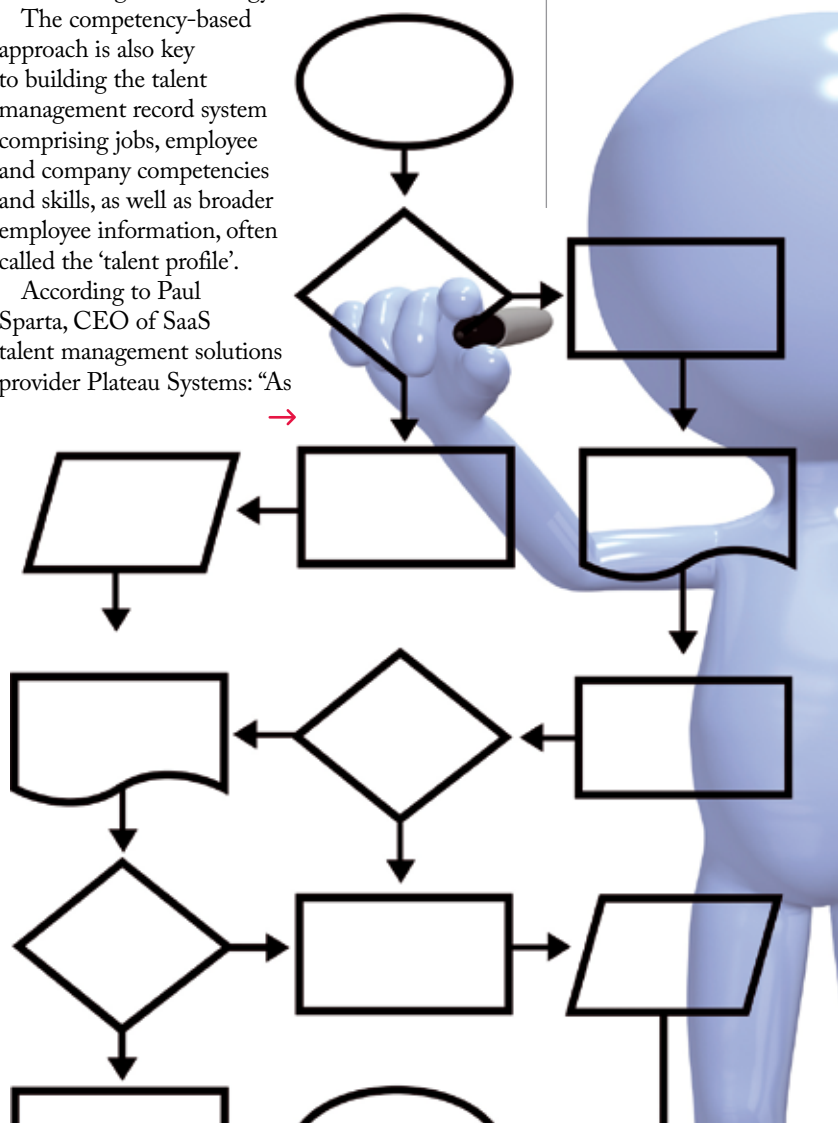 The competency-based
approach is also key
to building the talent
management record system
comprising jobs, employee
and company competencies
and skills, as well as broader
employee information, often
called the ‘talent profile’.
According to Paul
Sparta, CEO of SaaS
talent management solutions
provider Plateau Systems: “As